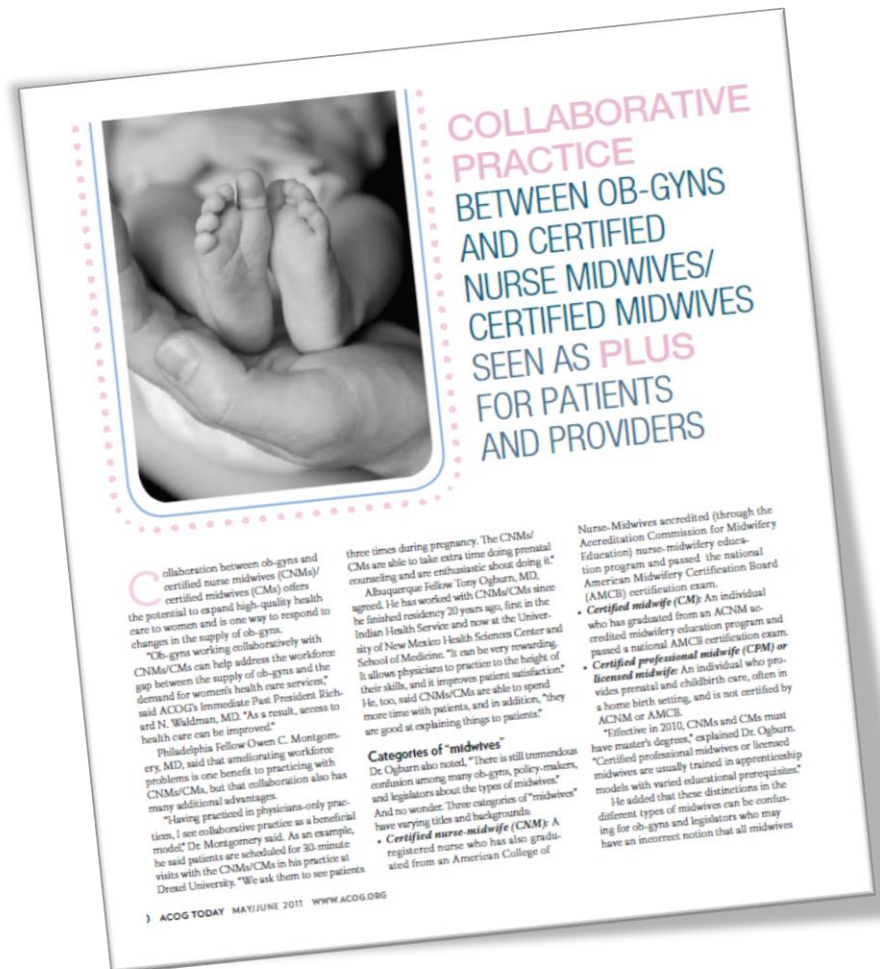 COLLABORATIVE
PRACTICE
BETWEEN OB-GYNS
AND CERTIFIED
NURSE MIDWIVES/
CERTIFIED MIDWIVES
SEEN AS PLUS
FOR PATIENTS
AND PROVIDERS
Collaboration between ob-gyns and
certified nurse midwives (CNMs)/
certified midwives (CMs) offers
the potential to expand high-quality health
care to women and is one way to respond to
changes in the supply of ob-gyns.
"Ob-gyns working collaboratively with
CNMs/CMs can help address the workforce
gap between the supply of ob-gyns and the
demand for women's health care services,"
said ACOG's Immediate Past President Rich-
ard N. Waldman, MD. "As a result, access to
health care can be improved."
Philadelphia Fellow Owen C. Montgom-
ery, MD, said that ameliorating workforce
problems is one benefit to practicing with
CNMs/CMs, but that collaboration also has
many additional advantages.
"Having practiced in physicians-only prac-
tices, I see collaborative practice as a beneficial
model," Dr. Montgomery said. As an example,
he said patients are scheduled for 30-minute
visits with the CNMs/CMs in his practice at
Drexel University. "We ask them to see patients
three times during pregnancy. The CNMs/
CMs are able to take extra time doing prenatal
counseling and are enthusiastic about doing it."
Albuquerque Fellow Tony Ogburn, MD,
agreed. He has worked with CNMs/CMs since
he finished residency 20 years ago, first in the
Indian Health Service and now at the Univer-
sity of New Mexico Health Sciences Center and
School of Medicine. "It can be very rewarding.
It allows physicians to practice to the height of
their skills, and it improves patient satisfaction."
He, too, said CNMs/CMs are able to spend
more time with patients, and in addition, "they
are good at explaining things to patients."
Categories of "midwives"
Dr. Ogburn also noted, "There is still tremendous
confusion among many ob-gyns, policy-makers,
and legislators about the types of midwives."
And no wonder. Three categories of "midwives"
have varying titles and backgrounds:
• Certified nurse-midwife (CNM): A
registered nurse who has also gradu-
ated from an American College of
Nurse-Midwives accredited (through the
Accreditation Commission for Midwifery
Education) nurse-midwifery educa-
tion program and passed the national
American Midwifery Certification Board
(AMCB) certification exam.
• Certified midwife (CM): An individual
who has graduated from an ACNM ac-
credited midwifery education program and
passed a national AMCB certification exam.
• Certified professional midwife (CPM) or
licensed midwife: An individual who pro-
vides prenatal and childbirth care, often in
a home birth setting, and is not certified by
ACNM or AMCB.
"Effective in 2010, CNMs and CMs must
have master's degrees," explained Dr. Ogburn.
"Certified professional midwives or licensed
midwives are usually trained in apprenticeship
models with varied educational prerequisites."
He added that these distinctions in the
different types of midwives can be confus-
ing for ob-gyns and legislators who may
have an incorrect notion that all midwives
ACOG TODAY MAY/JUNE 2011 WWW.ACOG.ORG